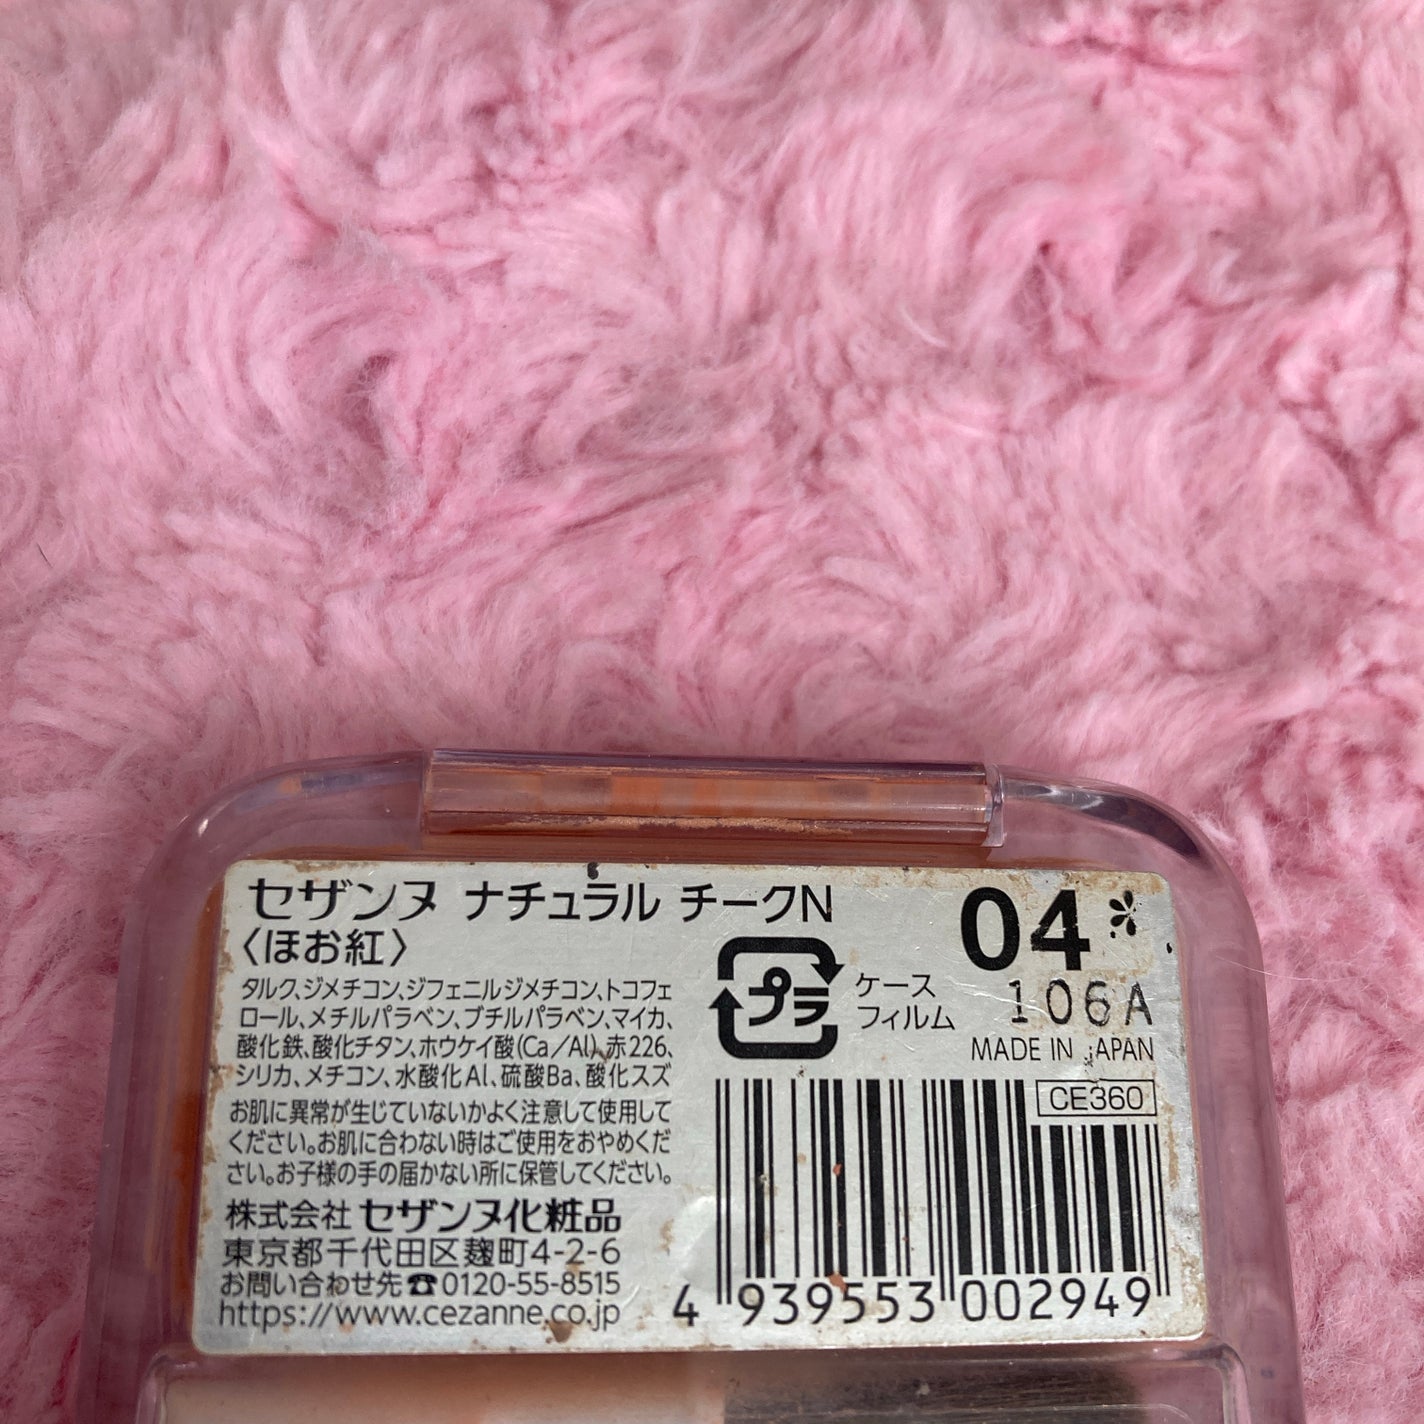 セザンヌ ナチュラル チークN
〈ほお紅〉
タルク、ジメチコン、ジフェニルジメチコン、トコフェ
ロール、メチルパラベン、ブチルパラベン、マイカ、
酸化鉄、酸化チタン、ホウケイ酸(Ca/Al)、赤226、
シリカ、メチコン、水酸化Al、硫酸Ba、酸化スズ
お肌に異常が生じていないかよく注意して使用して
ください。お肌に合わない時はご使用をおやめくだ
さい。お子様の手の届かない所に保管してください。
株式会社 セザンヌ化粧品
東京都千代田区麹町4-2-6
お問い合わせ先☎0120-55-8515
https://www.cezanne.co.jp
プラ
ケース
フィルム
04*
106A
MADE IN JAPAN
CE360
4 939553 002949